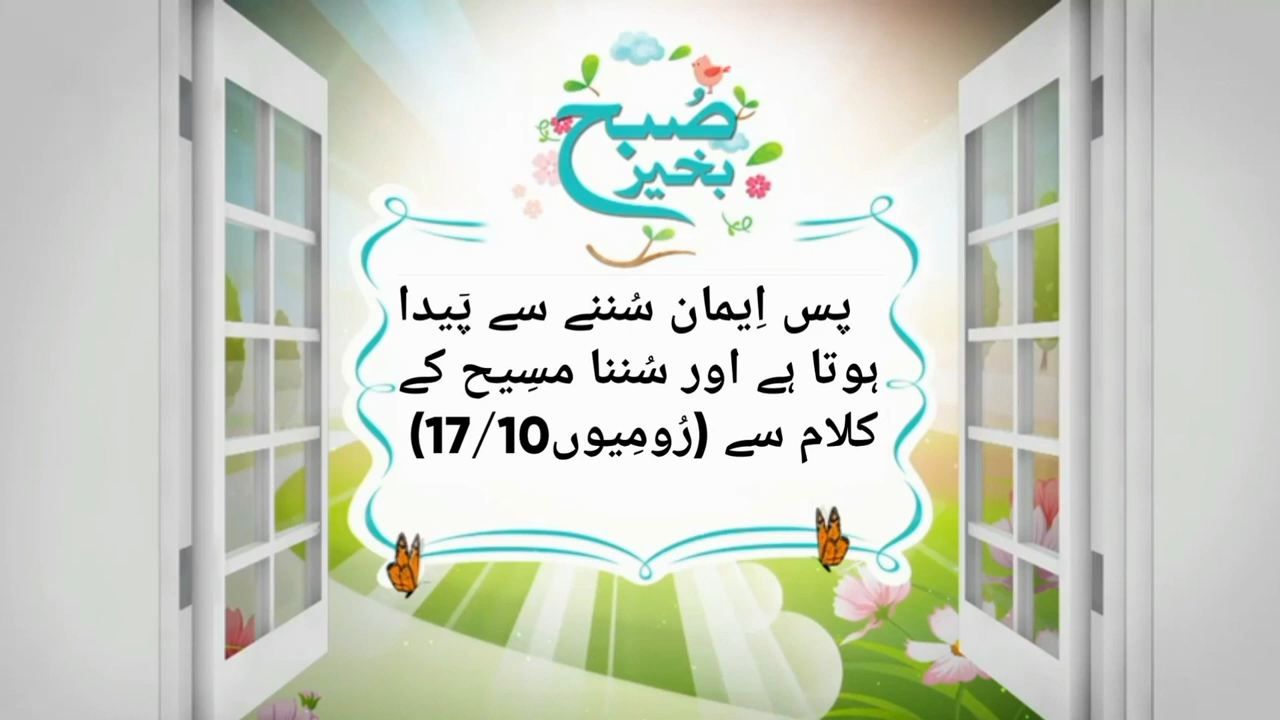 صُبح
بخیر
پس اِیمان سُننے سے پَیدا
ہوتا ہے اور سُننا مسِیح کے
کلام سے (رُومِیوں17/10)